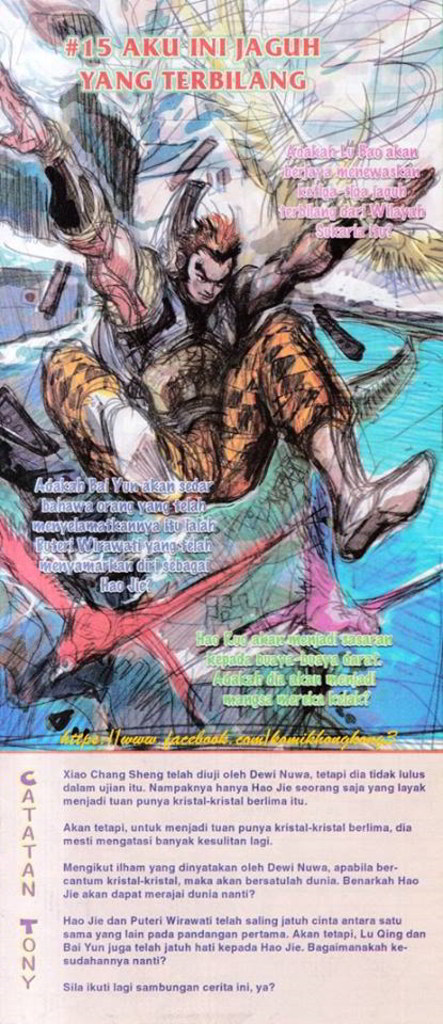 #15 AKU INI JAGUH
YANG TERBILANG
Adakah Lu Bao akan
berjaya menewaskan
ketiga-tiga jaguh
terbilang dari Wilayah
itu?
Adakah Bai Yun akan sedar
bahawa orang yang telah
menyelamatkannya itu ialah
Puteri Wirawati yang telah
menyamarkan diri sebagai
Hao Jie?
Hao akan menjadi sasaran
kepada buaya-buaya darat.
Adakah dia akan menjadi
mangsa mereka kelak?
https://www.facebook.com/komikhongkong3
CATATAN TONY
Xiao Chang Sheng telah diuji oleh Dewi Nuwa, tetapi dia tidak lulus
dalam ujian itu. Nampaknya hanya Hao Jie seorang saja yang layak
menjadi tuan punya kristal-kristal berlima itu.
Akan tetapi, untuk menjadi tuan punya kristal-kristal berlima, dia
mesti mengatasi banyak kesulitan lagi.
Mengikut ilham yang dinyatakan oleh Dewi Nuwa, apabila ber-
cantum kristal-kristal, maka akan bersatulah dunia. Benarkah Hao
Jie akan dapat merajai dunia nanti?
Hao Jie dan Puteri Wirawati telah saling jatuh cinta antara satu
sama yang lain pada pandangan pertama. Akan tetapi, Lu Qing dan
Bai Yun juga telah jatuh hati kepada Hao Jie. Bagaimanakah ke-
sudahannya nanti?
Sila ikuti lagi sambungan cerita ini, ya?